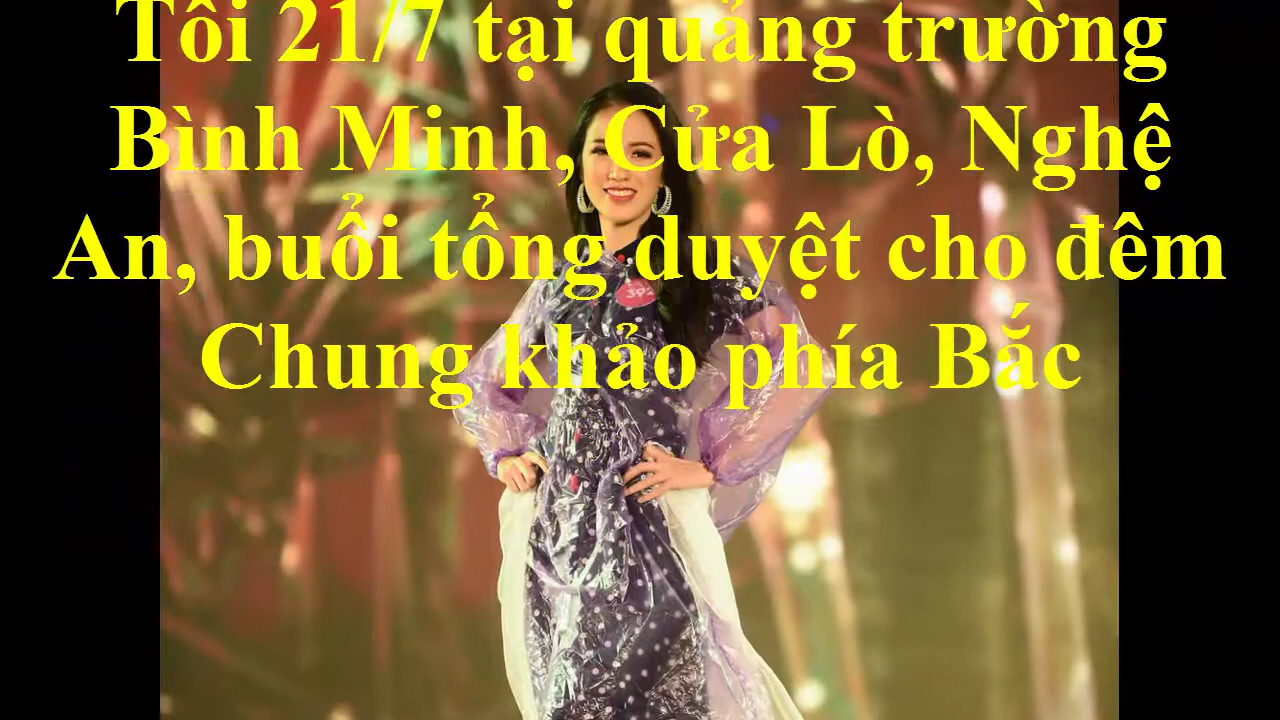 Tôi 21/7 tại quảng trường
Bình Minh, Cửa Lò, Nghệ
An, buổi tổng duyệt cho đêm
Chung khảo phía Bắc